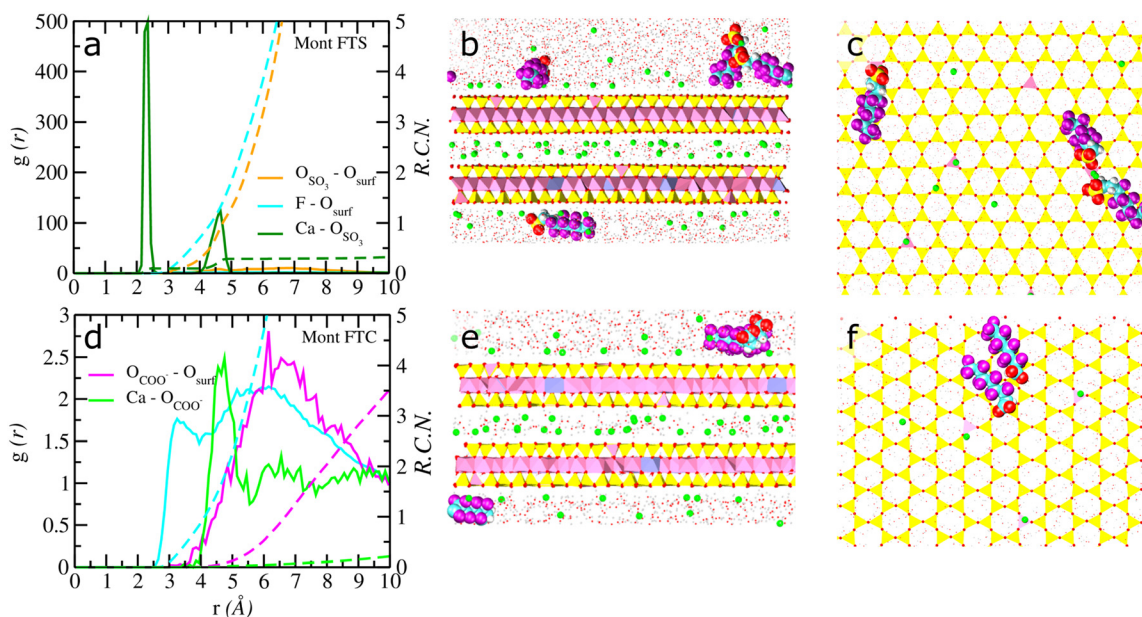 a
Mont FTS
500
400
300
200
100
0
g (r)
5
4
3
2
1
0
R.C.N.
O_SO₃ - O_surf
F - O_surf
Ca - O_SO₃
0 1 2 3 4 5 6 7 8 9 10
b
c
d
Mont FTC
3
2.5
2
1.5
1
0.5
0
g (r)
5
4
3
2
1
0
R.C.N.
O_COO⁻ - O_surf
Ca - O_COO⁻
0 1 2 3 4 5 6 7 8 9 10
r (Å)
e
f